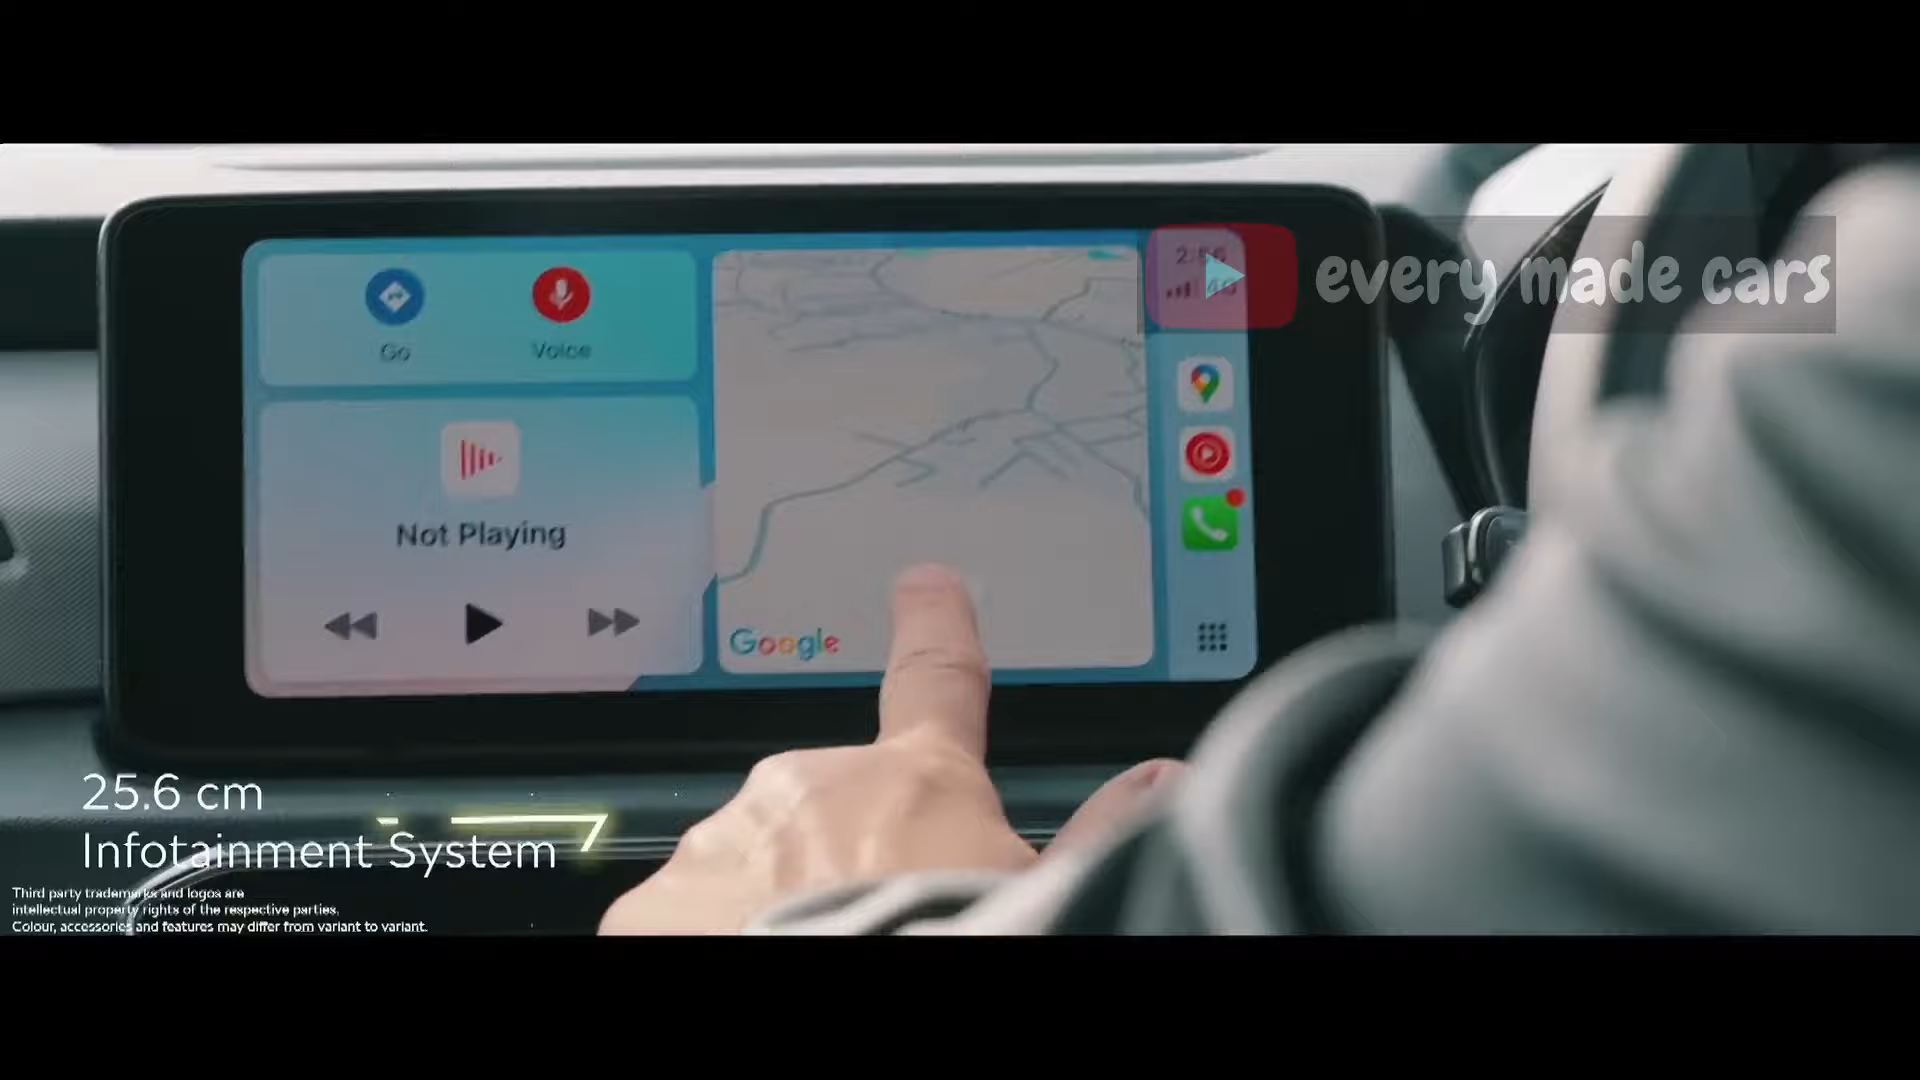 Go
Voice
Not Playing
Google
every made cars
25.6 cm
Infotainment System
Third party trademarks and logos are
intellectual property rights of the respective parties.
Colour, accessories and features may differ from variant to variant.